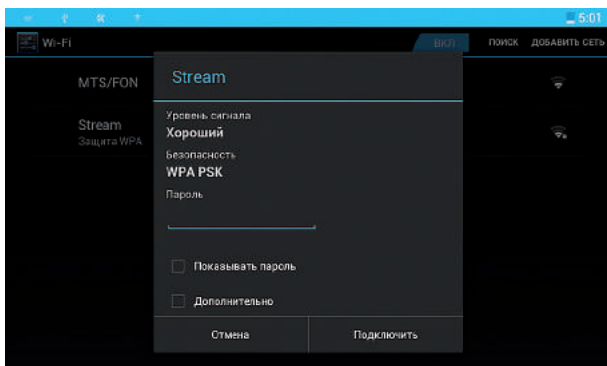 5:01
Wi-Fi
ВКЛ
ПОИСК ДОБАВИТЬ СЕТЬ
MTS/FON
Stream
Защита WPA
Stream
Уровень сигнала
Хороший
Безопасность
WPA PSK
Пароль
Показывать пароль
Дополнительно
Отмена Подключить